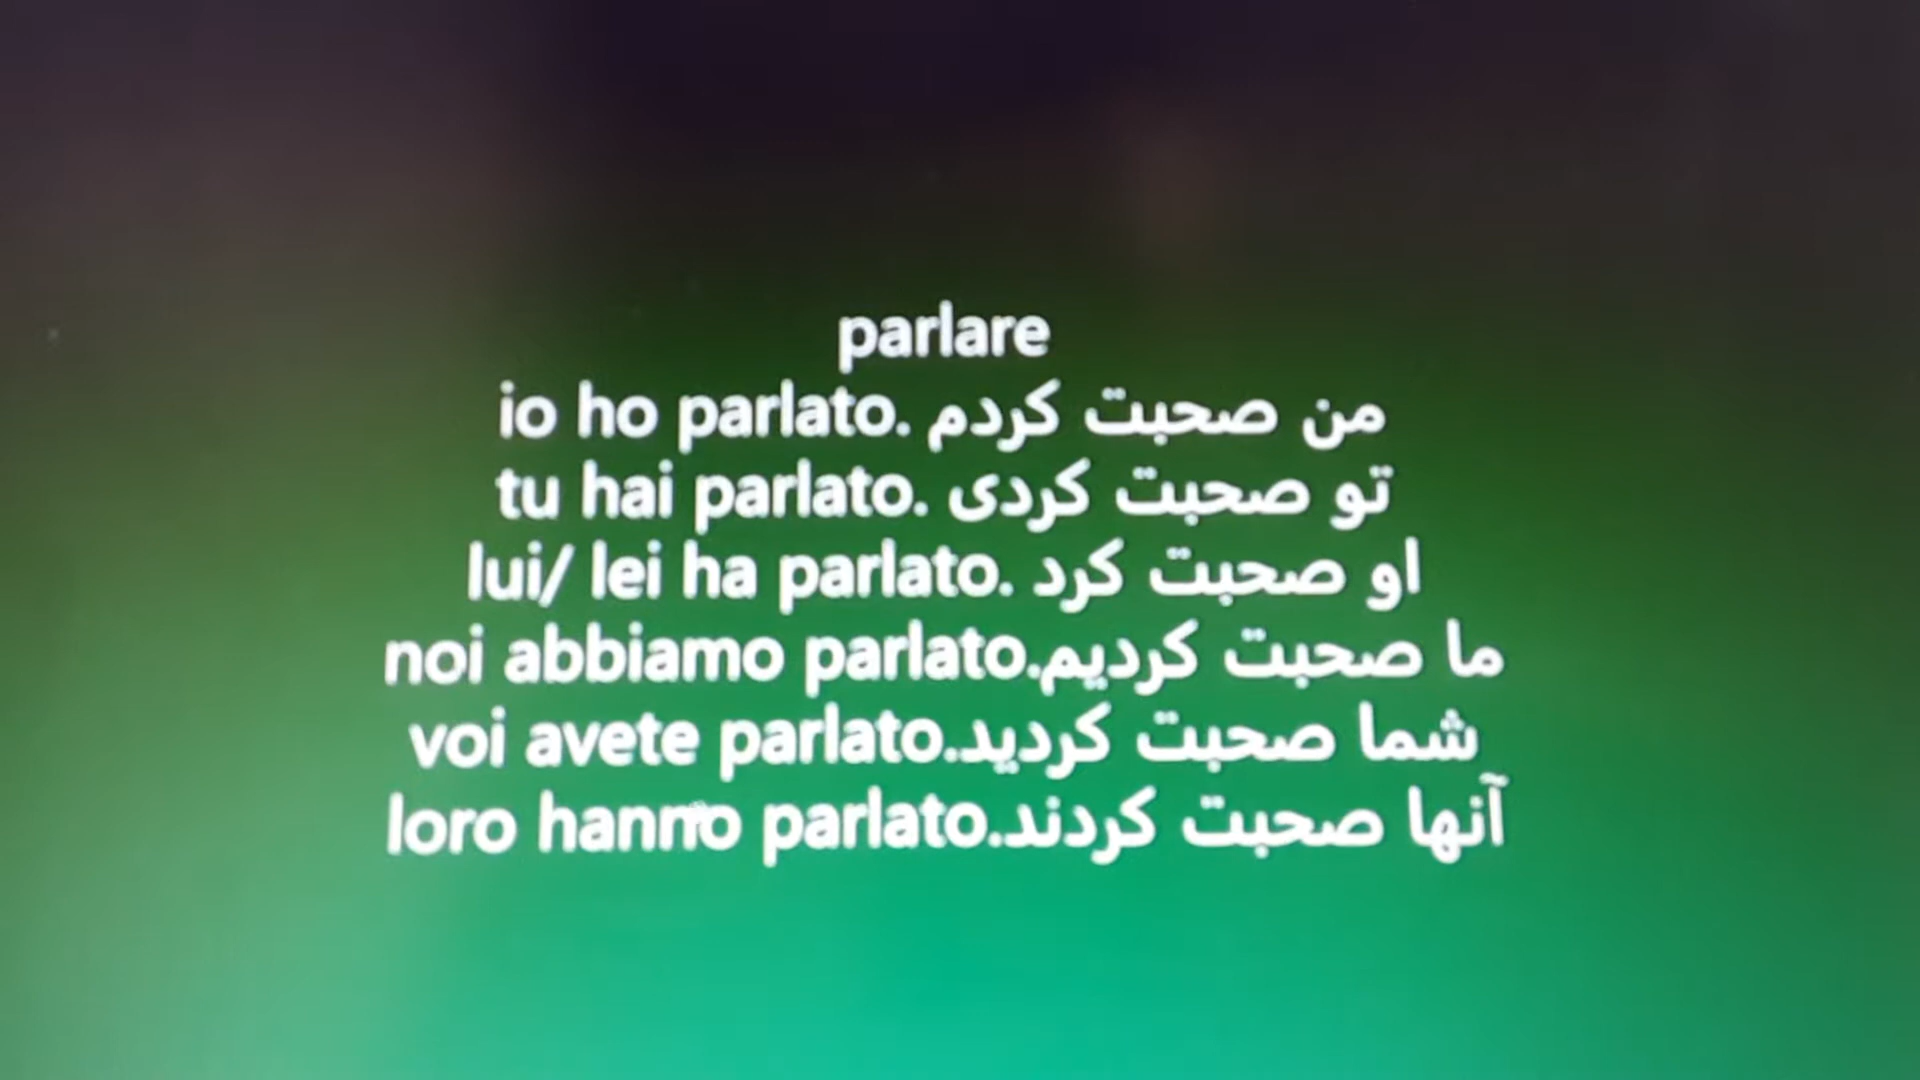 parlare
io ho parlato. من صحبت کردم
tu hai parlato. تو صحبت کردی
lui/ lei ha parlato. او صحبت کرد
noi abbiamo parlato.ما صحبت کردیم
voi avete parlato.شما صحبت کردید
loro hanno parlato.آنها صحبت کردند